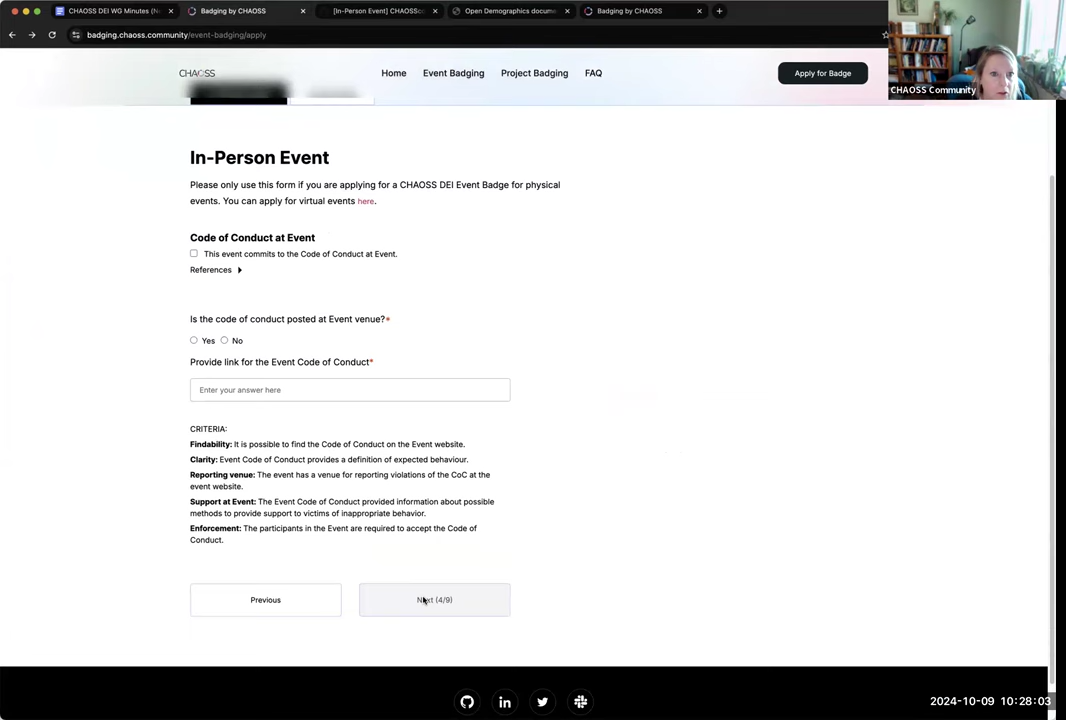 CHAOSS DEI WG Minutes (N
Badging by CHAOSS
[In-Person Event] CHAOSSco
Open Demographics docume
Badging by CHAOSS
badging.chaoss.community/event-badging/apply
CHAOSS
Home
Event Badging
Project Badging
FAQ
Apply for Badge
CHAOSS Community
In-Person Event
Please only use this form if you are applying for a CHAOSS DEI Event Badge for physical
events. You can apply for virtual events here.
Code of Conduct at Event
This event commits to the Code of Conduct at Event.
References
Is the code of conduct posted at Event venue?*
Yes
No
Provide link for the Event Code of Conduct*
Enter your answer here
CRITERIA:
Findability: It is possible to find the Code of Conduct on the Event website.
Clarity: Event Code of Conduct provides a definition of expected behaviour.
Reporting venue: The event has a venue for reporting violations of the CoC at the
event website.
Support at Event: The Event Code of Conduct provided information about possible
methods to provide support to victims of inappropriate behavior.
Enforcement: The participants in the Event are required to accept the Code of
Conduct.
Previous
Next (4/9)
2024-10-09 10:28:03